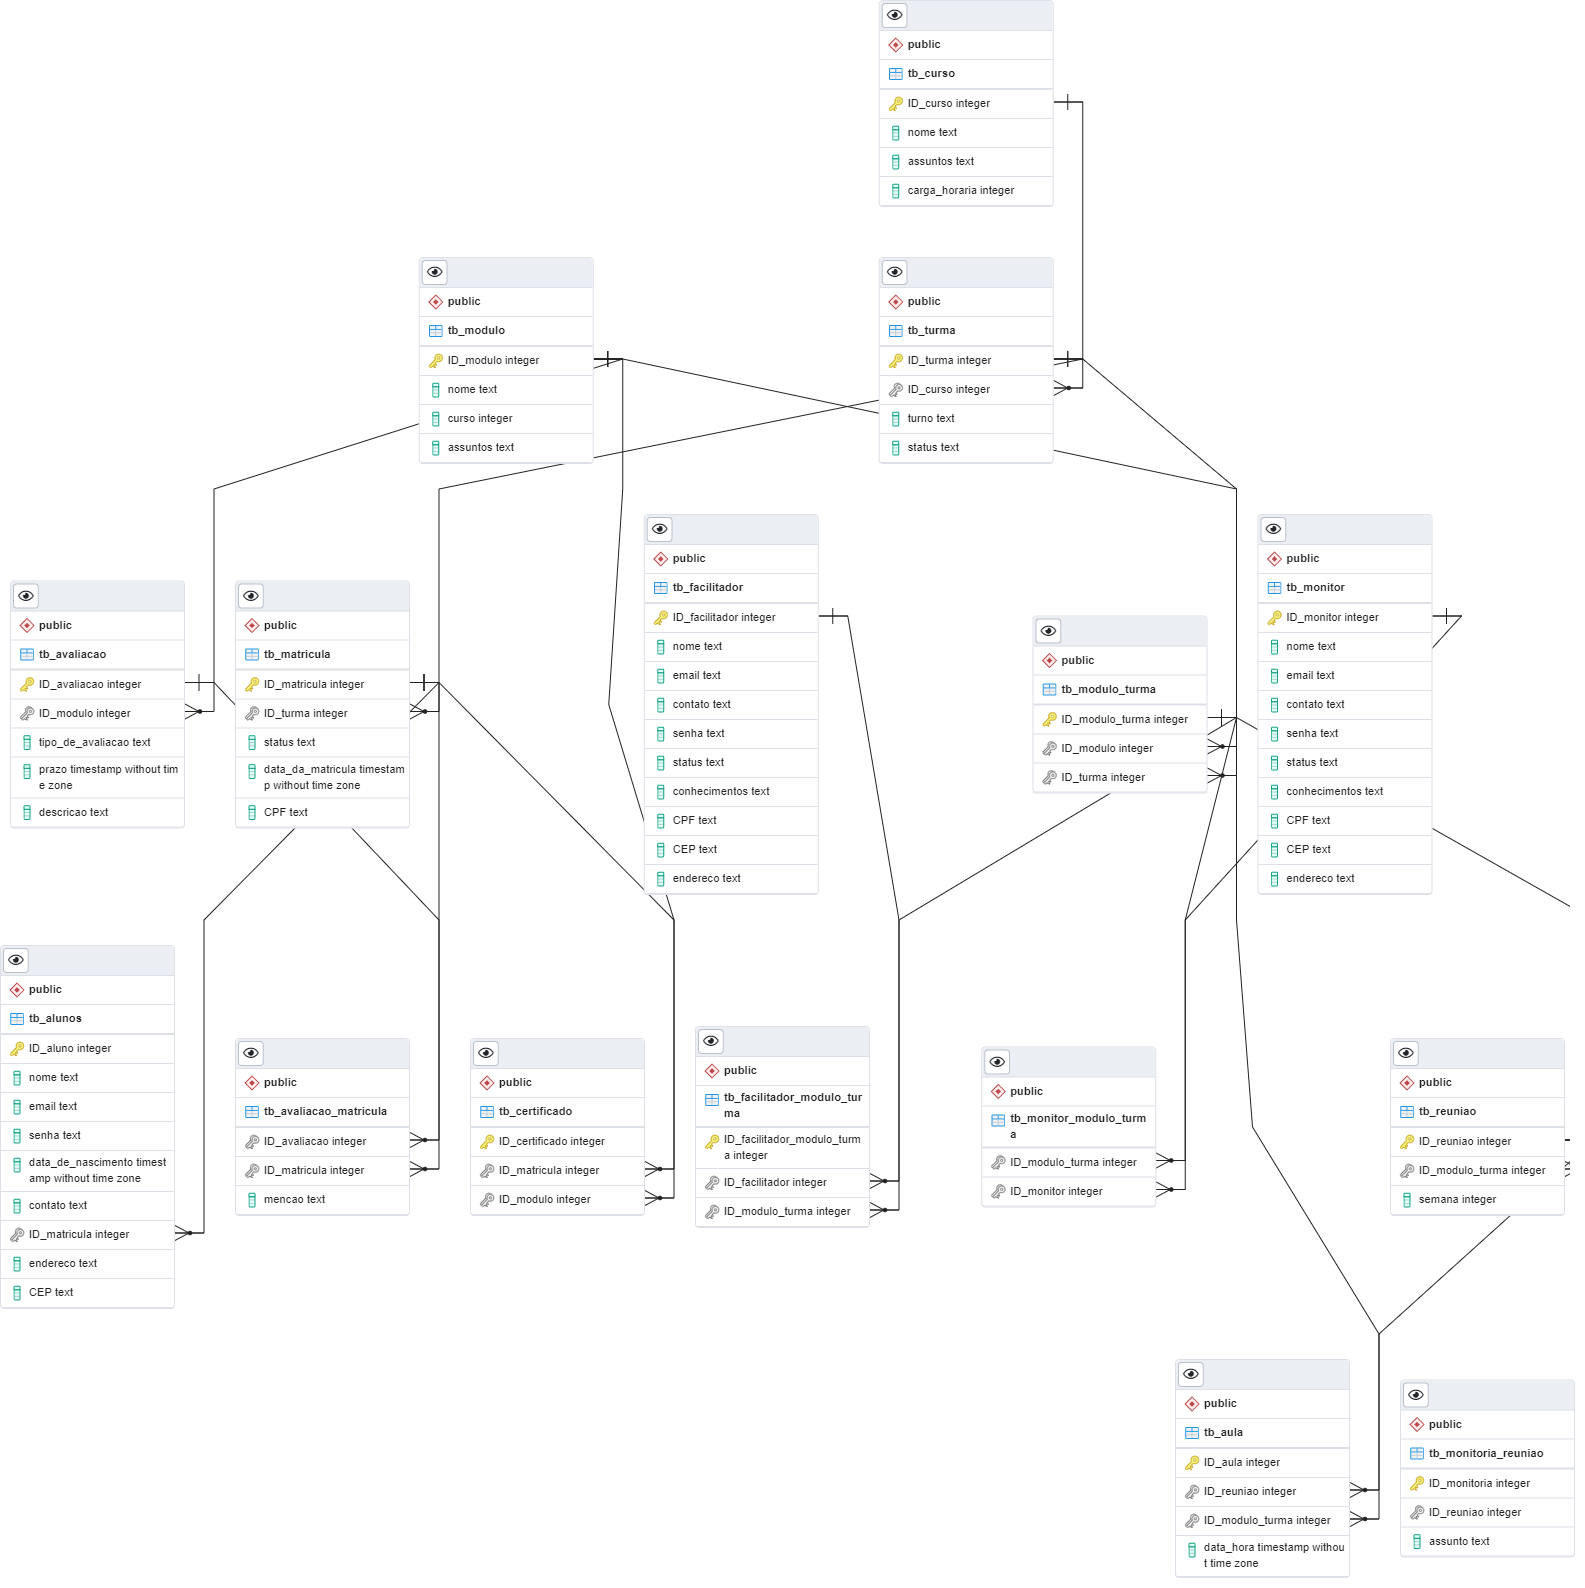 public
tb_curso
ID_curso integer
nome text
assuntos text
carga_horaria integer
public
tb_modulo
ID_modulo integer
nome text
curso integer
assuntos text
public
tb_turma
ID_turma integer
ID_curso integer
turno text
status text
public
tb_avaliacao
ID_avaliacao integer
ID_modulo integer
tipo_de_avaliacao text
prazo timestamp without tim
e zone
descricao text
public
tb_matricula
ID_matricula integer
ID_turma integer
status text
data_da_matricula timestam
p without time zone
CPF text
public
tb_facilitador
ID_facilitador integer
nome text
email text
contato text
senha text
status text
conhecimentos text
CPF text
CEP text
endereco text
public
tb_modulo_turma
ID_modulo_turma integer
ID_modulo integer
ID_turma integer
public
tb_monitor
ID_monitor integer
nome text
email text
contato text
senha text
status text
conhecimentos text
CPF text
CEP text
endereco text
public
tb_alunos
ID_aluno integer
nome text
email text
senha text
data_de_nascimento timest
amp without time zone
contato text
ID_matricula integer
endereco text
CEP text
public
tb_avaliacao_matricula
ID_avaliacao integer
ID_matricula integer
mencao text
public
tb_certificado
ID_certificado integer
ID_matricula integer
ID_modulo integer
public
tb_facilitador_modulo_tur
ma
ID_facilitador_modulo_turm
a integer
ID_facilitador integer
ID_modulo_turma integer
public
tb_monitor_modulo_turm
a
ID_modulo_turma integer
ID_monitor integer
public
tb_reuniao
ID_reuniao integer
ID_modulo_turma integer
semana integer
public
tb_aula
ID_aula integer
ID_reuniao integer
ID_modulo_turma integer
data_hora timestamp withou
t time zone
public
tb_monitoria_reuniao
ID_monitoria integer
ID_reuniao integer
assunto text